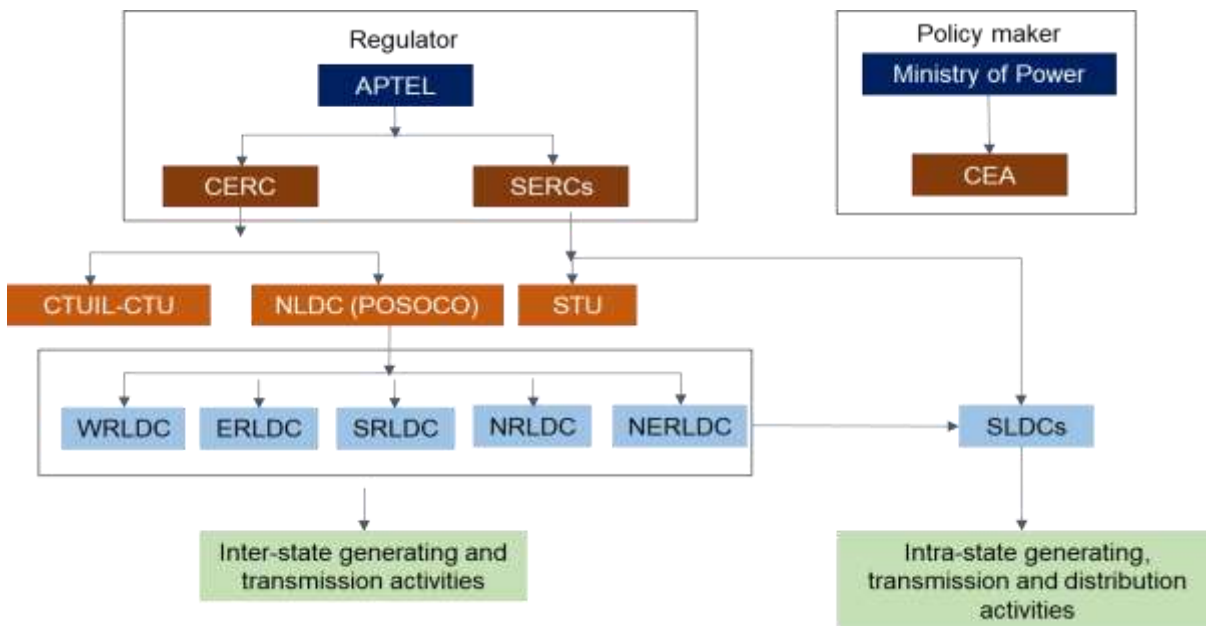 Regulator
APTEL
CERC
SERCs
Policy maker
Ministry of Power
CEA
CTUIL-CTU
NLDC (POSOCO)
STU
WRLDC
ERLDC
SRLDC
NRLDC
NERLDC
SLDCs
Inter-state generating and
transmission activities
Intra-state generating,
transmission and distribution
activities